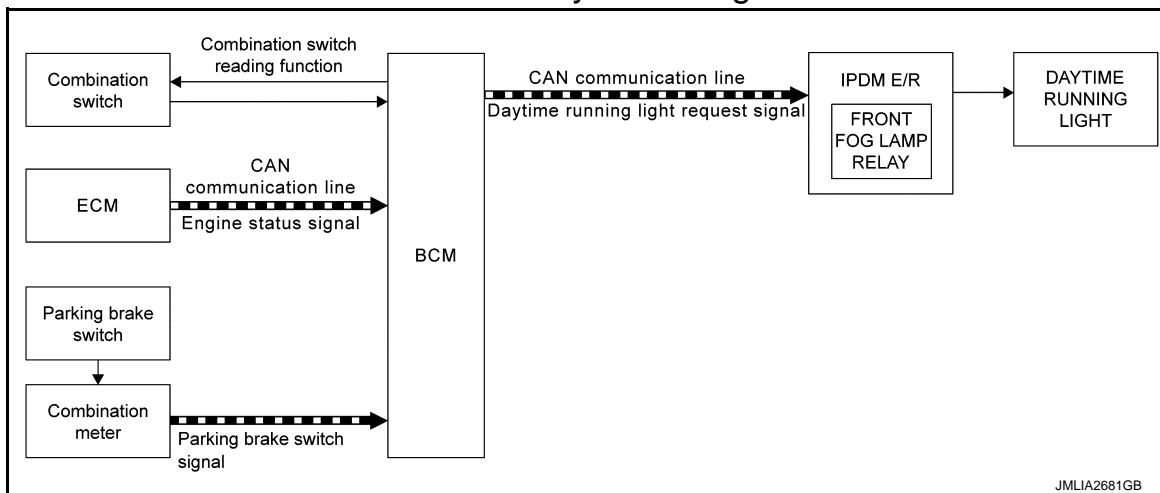 Combination switch
reading function
Combination
switch
CAN communication line
Daytime running light request signal
IPDM E/R
FRONT
FOG LAMP
RELAY
DAYTIME
RUNNING
LIGHT
CAN
communication line
ECM
Engine status signal
BCM
Parking brake
switch
Combination
meter
Parking brake switch
signal
JMLIA2681GB